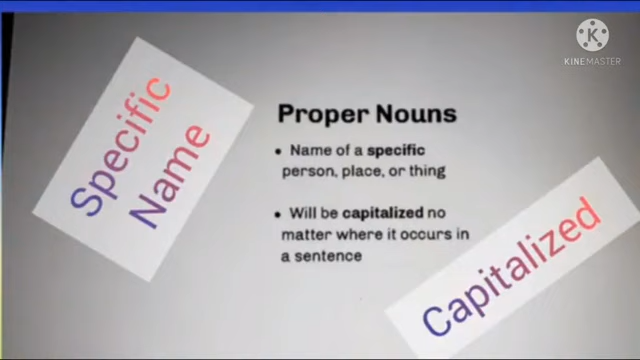 K
KINEMASTER
Specific
Name
Proper Nouns
• Name of a specific
person, place, or thing
• Will be capitalized no
matter where it occurs in
a sentence
Capitalized